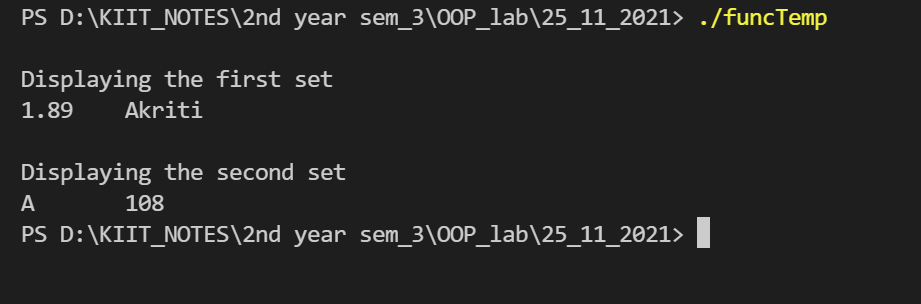 PS D:\KIIT_NOTES\2nd year sem_3\OOP_lab\25_11_2021> ./funcTemp
Displaying the first set
1.89    Akriti
Displaying the second set
A       108
PS D:\KIIT_NOTES\2nd year sem_3\OOP_lab\25_11_2021>